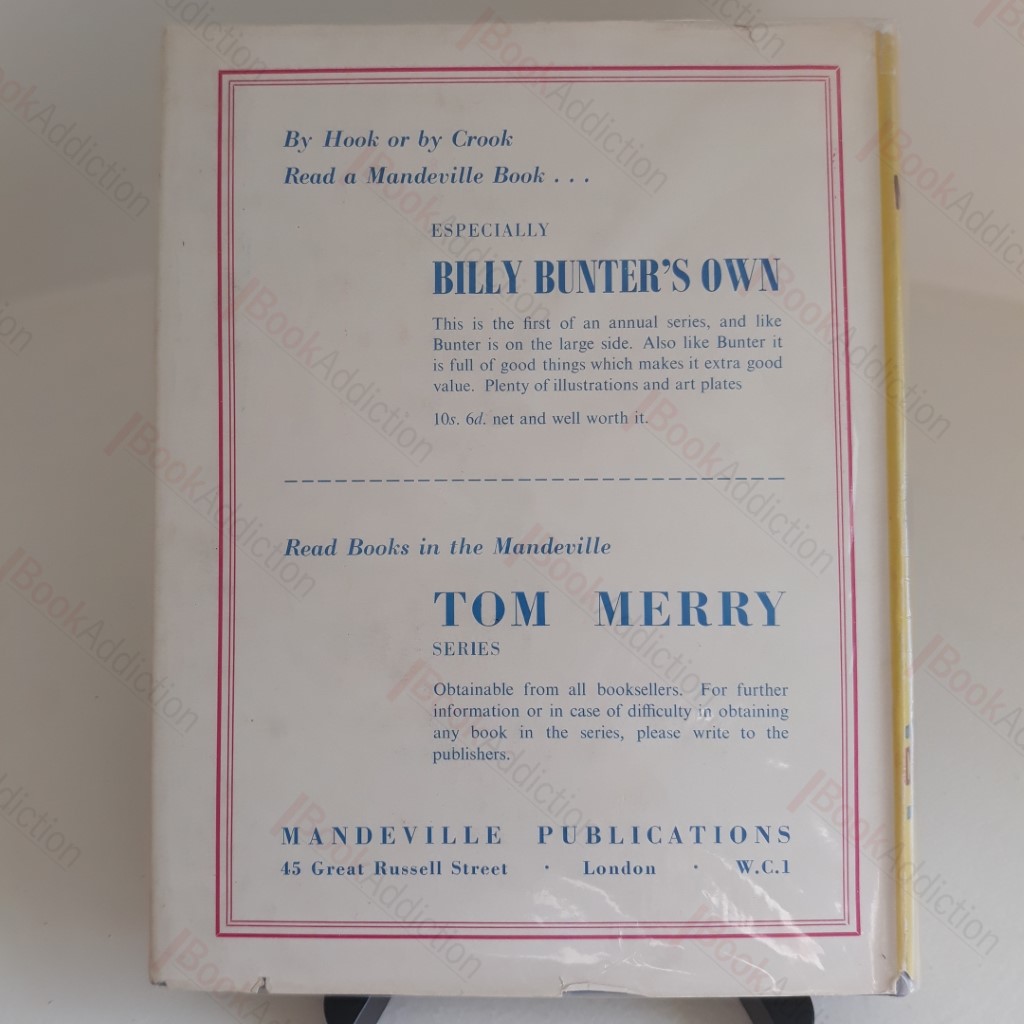 By Hook or by Crook
Read a Mandeville Book . . .
ESPECIALLY
BILLY BUNTER'S OWN
This is the first of an annual series, and like
Bunter is on the large side. Also like Bunter it
is full of good things which makes it extra good
value. Plenty of illustrations and art plates
10s. 6d. net and well worth it.
Read Books in the Mandeville
TOM MERRY
SERIES
Obtainable from all booksellers. For further
information or in case of difficulty in obtaining
any book in the series, please write to the
publishers.
MANDEVILLE PUBLICATIONS
45 Great Russell Street · London · W.C.1
BookAddiction